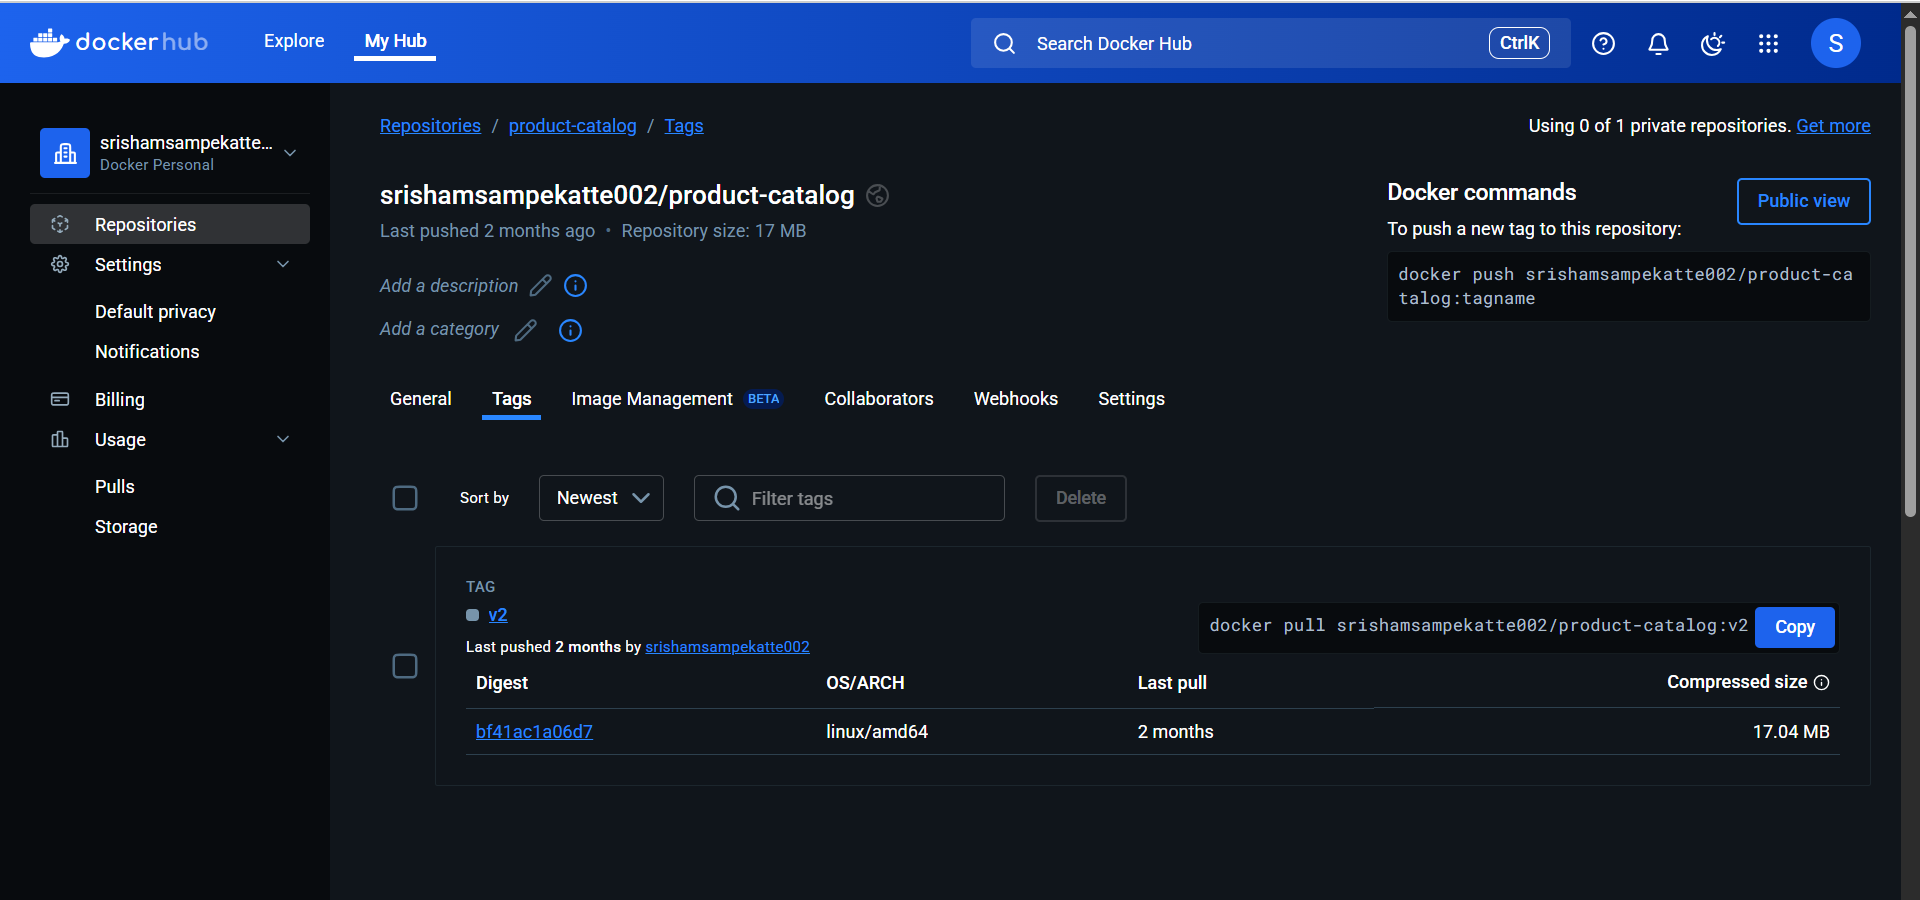 dockerhub
Explore
My Hub
Search Docker Hub
CtrlK
S
srishamsampekatte...
Docker Personal
Repositories
Settings
Default privacy
Notifications
Billing
Usage
Pulls
Storage
Repositories / product-catalog / Tags
Using 0 of 1 private repositories. Get more
srishamsampekatte002/product-catalog
Last pushed 2 months ago • Repository size: 17 MB
Add a description
Add a category
Docker commands
Public view
To push a new tag to this repository:
docker push srishamsampekatte002/product-ca
talog:tagname
General Tags Image Management BETA Collaborators Webhooks Settings
Sort by Newest Filter tags Delete
TAG
v2
Last pushed 2 months by srishamsampekatte002
docker pull srishamsampekatte002/product-catalog:v2 Copy
Digest OS/ARCH Last pull Compressed size
bf41ac1a06d7 linux/amd64 2 months 17.04 MB